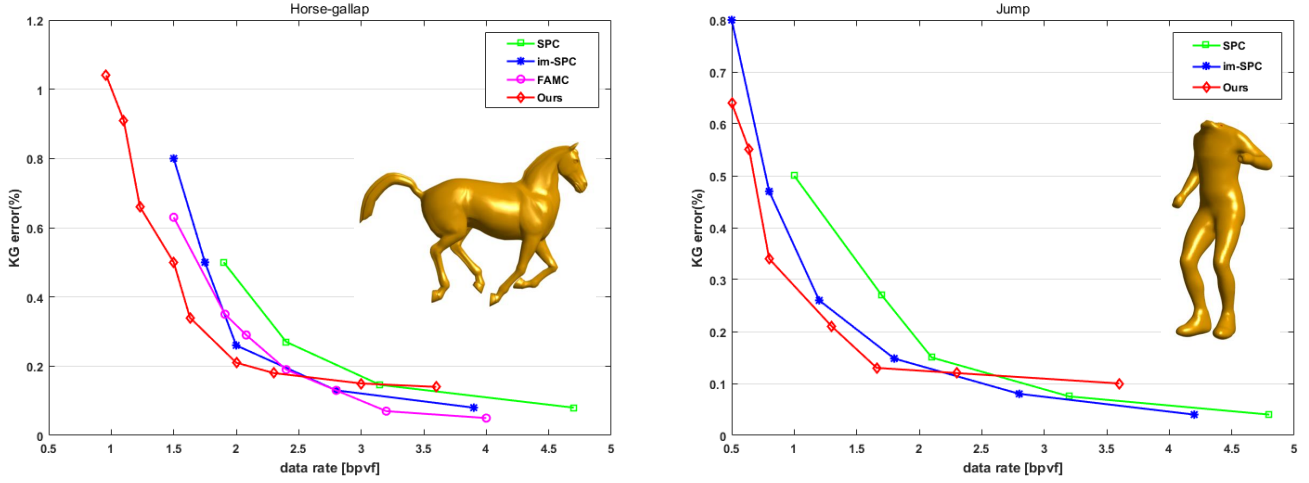 Horse-gallap
KG error(%)
1.2
1
0.8
0.6
0.4
0.2
0
0.5
1
1.5
2
2.5
3
3.5
4
4.5
5
data rate [bpvf]
SPC
im-SPC
FAMC
Ours
Jump
KG error(%)
0.8
0.7
0.6
0.5
0.4
0.3
0.2
0.1
0
0.5
1
1.5
2
2.5
3
3.5
4
4.5
5
data rate [bpvf]
SPC
im-SPC
Ours